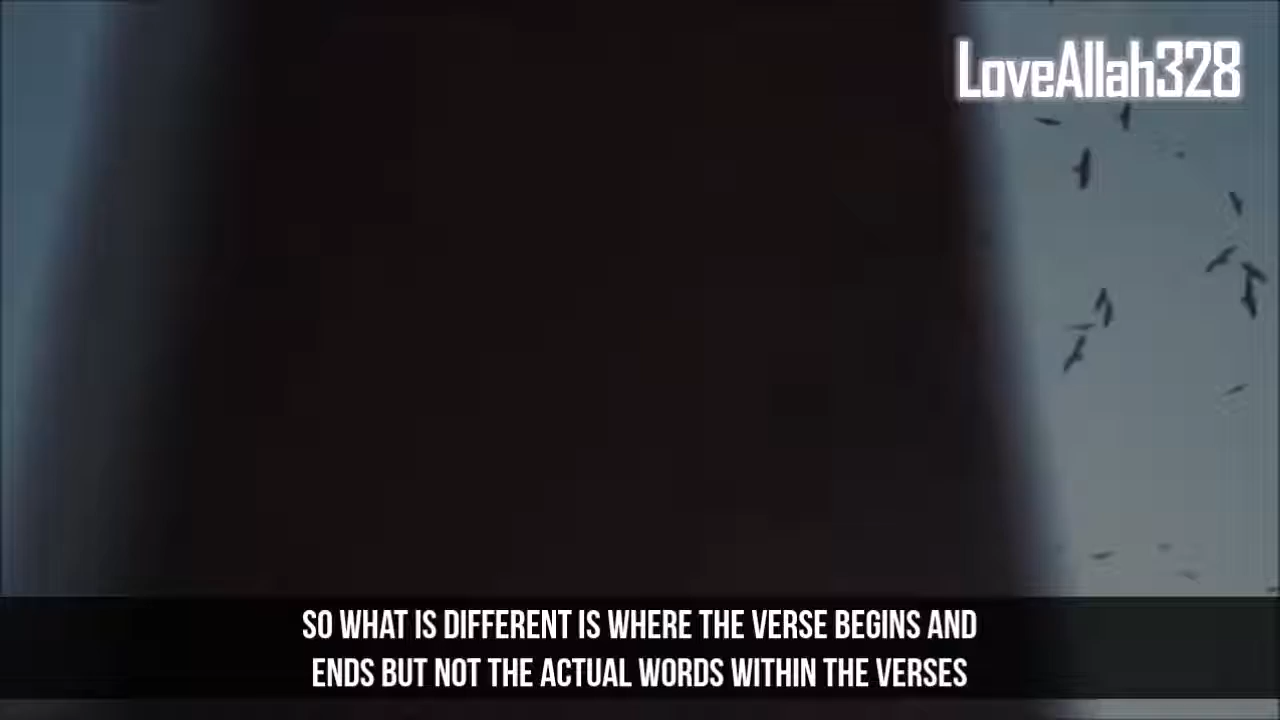 LoveAllah328
SO WHAT IS DIFFERENT IS WHERE THE VERSE BEGINS AND
ENDS BUT NOT THE ACTUAL WORDS WITHIN THE VERSES